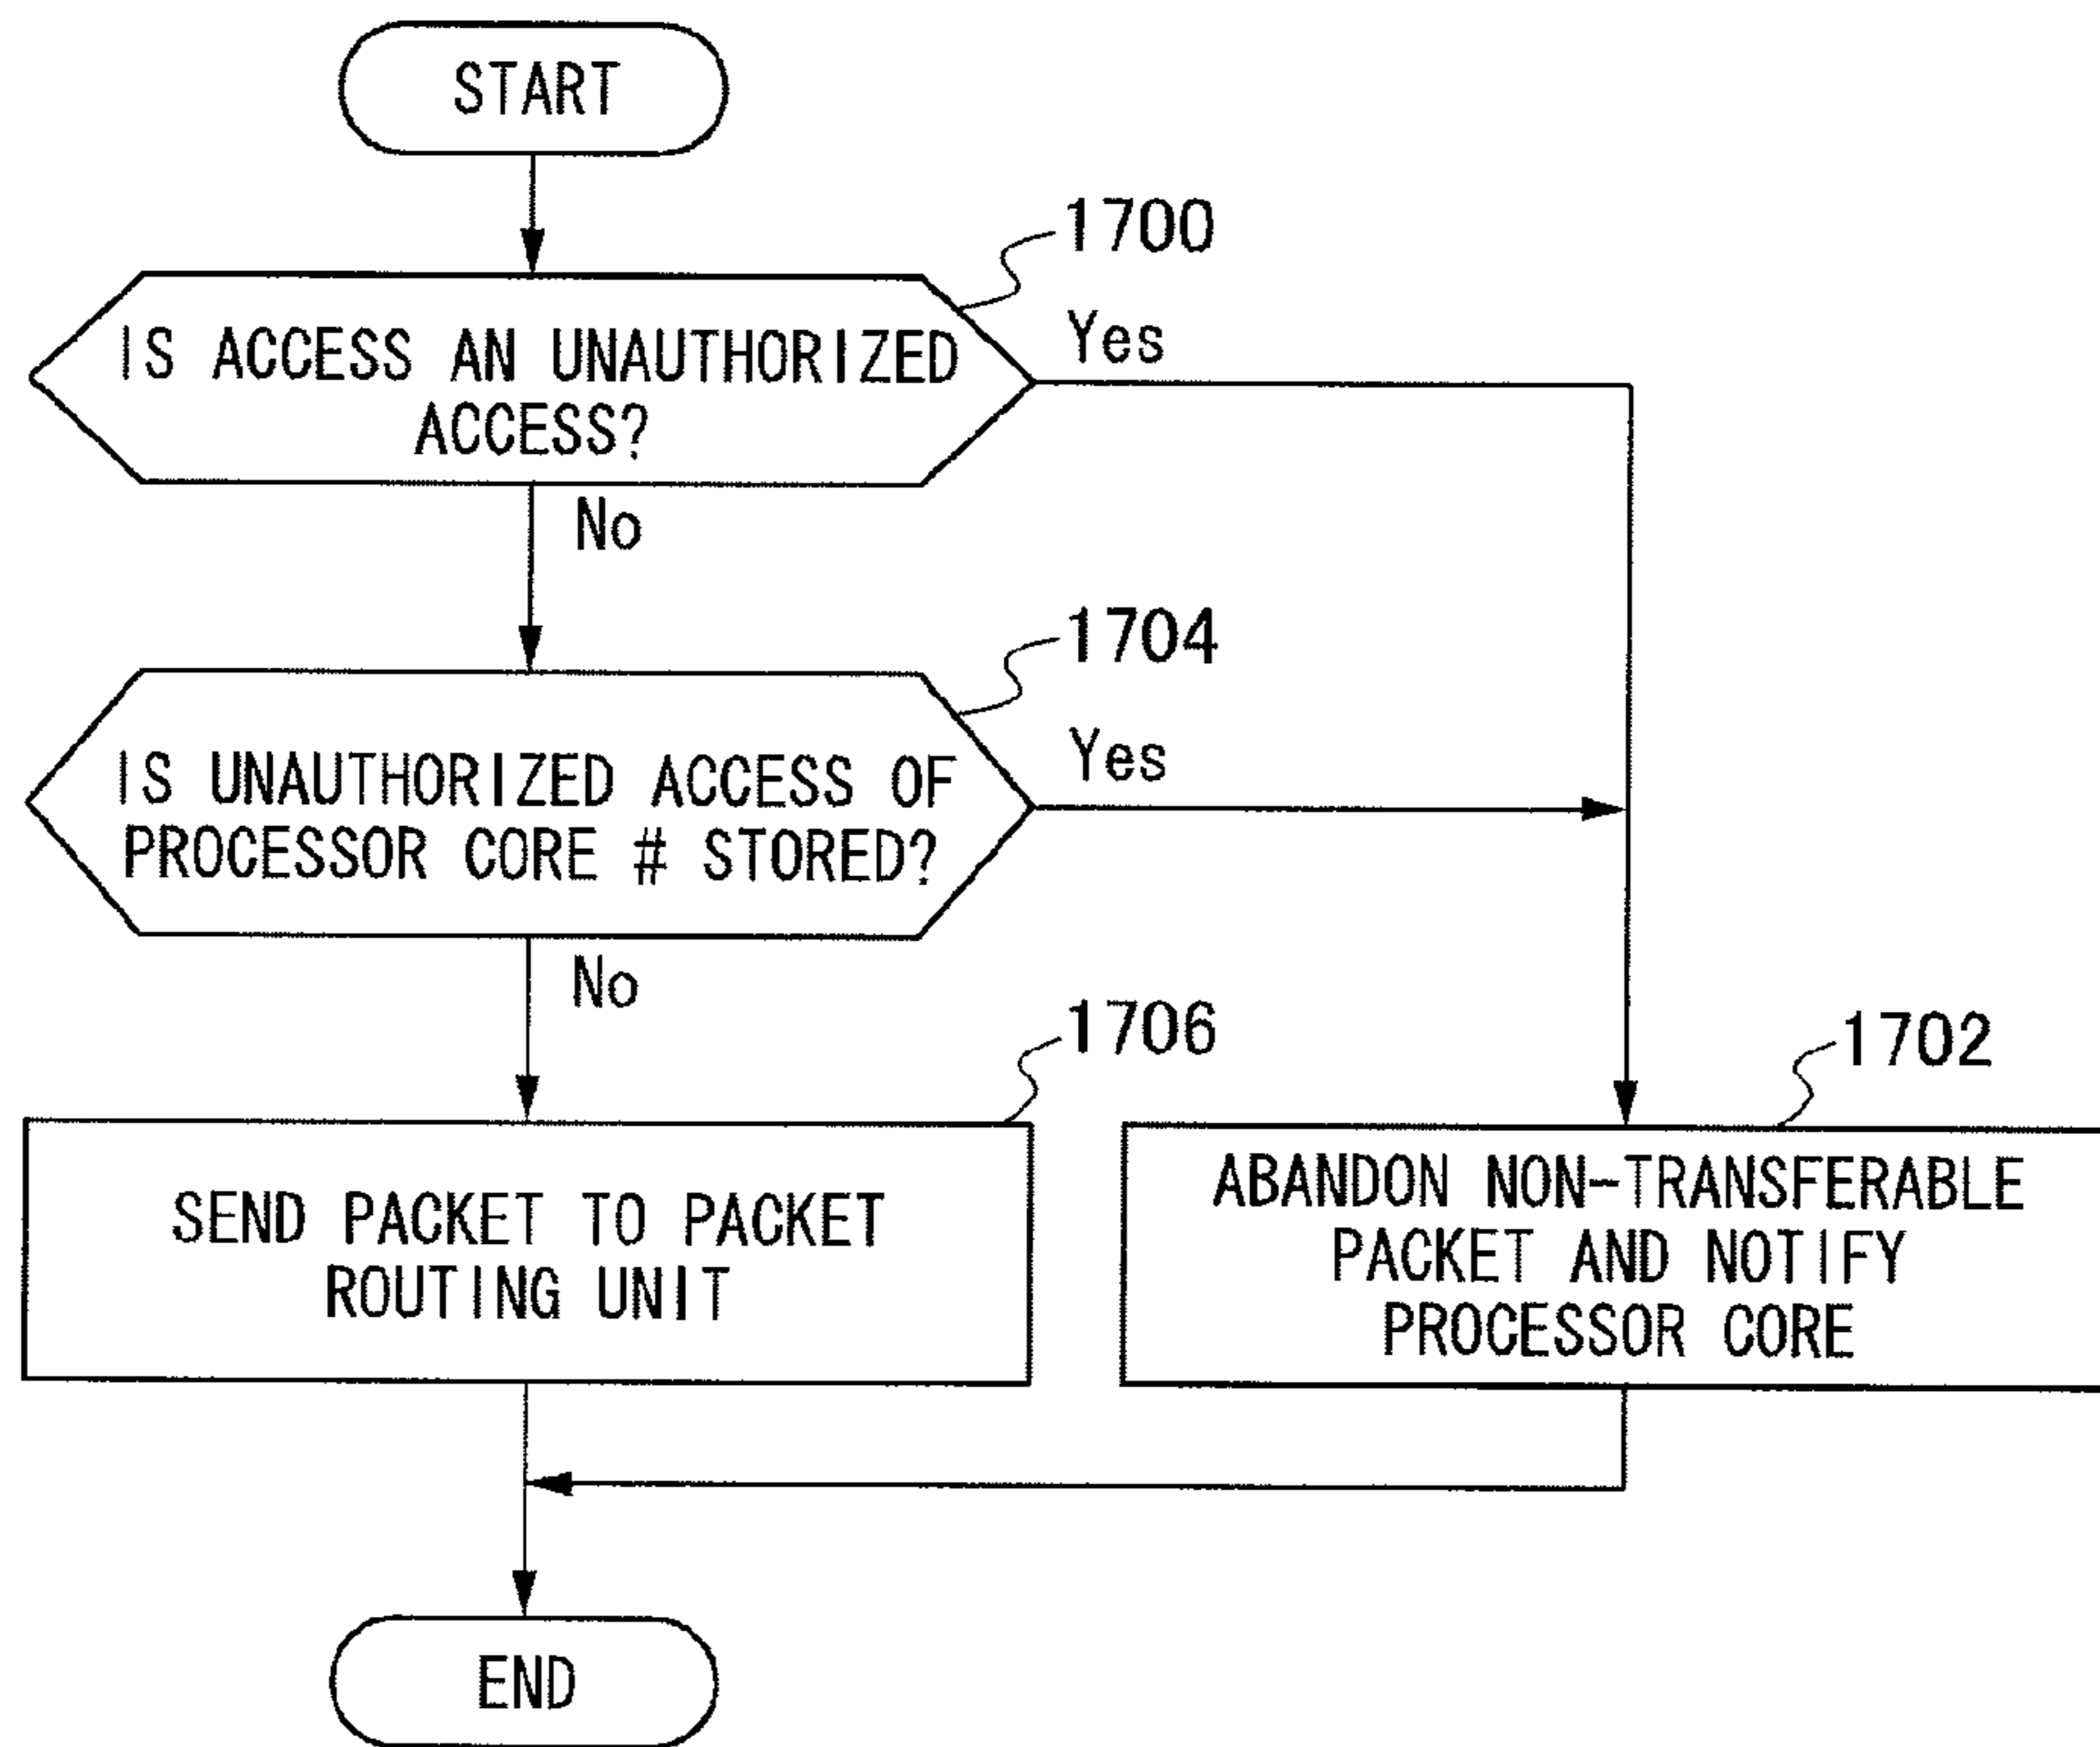 START
1700
IS ACCESS AN UNAUTHORIZED
ACCESS?
Yes
No
1704
IS UNAUTHORIZED ACCESS OF
PROCESSOR CORE # STORED?
Yes
No
1706
SEND PACKET TO PACKET
ROUTING UNIT
1702
ABANDON NON-TRANSFERABLE
PACKET AND NOTIFY
PROCESSOR CORE
END